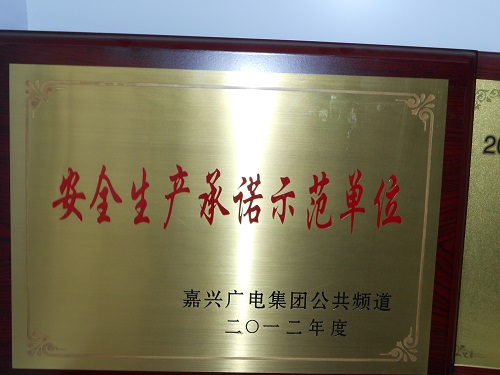 安全生产承诺示范单位
嘉兴广电集团公共频道
二〇一二年度
20